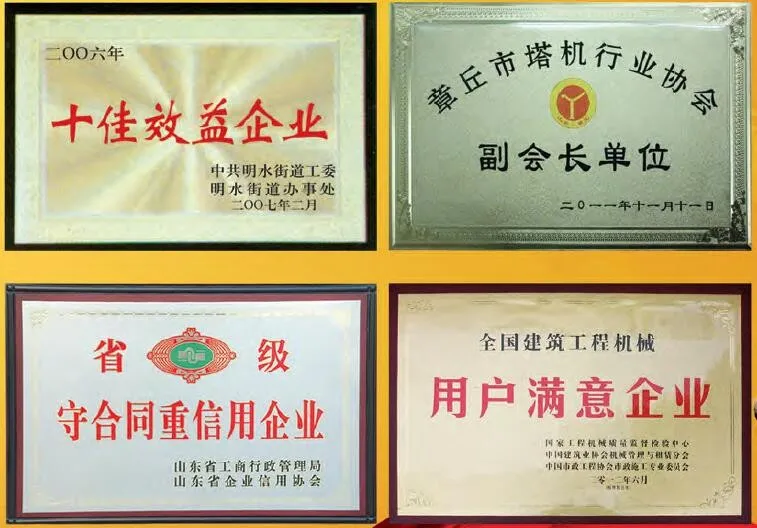 二〇〇六年
十佳效益企业
中共明水街道工委
明水街道办事处
二〇〇七年二月
章丘市塔机行业协会
副会长单位
二〇一一年十一月十一日
省 级
守合同重信用企业
山东省工商行政管理局
山东省企业信用协会
全国建筑工程机械
用户满意企业
国家工程机械质量监督检验中心
中国建筑业协会机械管理与租赁分会
中国市政工程协会市政施工专业委员会
二零一二年六月